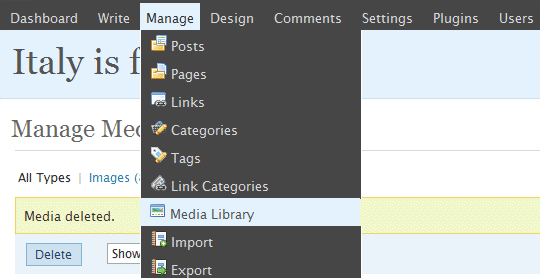 Dashboard Write Manage Design Comments Settings Plugins Users
Italy is f
Posts
Pages
Links
Manage Med
Categories
Tags
All Types | Images (
Link Categories
Media deleted.
Media Library
Delete
Show
Import
Export